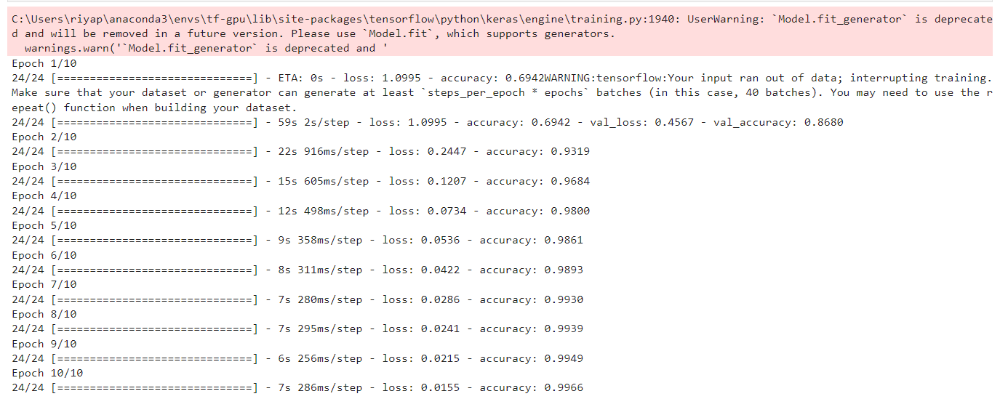 C:\Users\riyap\anaconda3\envs\tf-gpu\lib\site-packages\tensorflow\python\keras\engine\training.py:1940: UserWarning: `Model.fit_generator` is deprecate
d and will be removed in a future version. Please use `Model.fit`, which supports generators.
  warnings.warn('`Model.fit_generator` is deprecated and '
Epoch 1/10
24/24 [==============================] - ETA: 0s - loss: 1.0995 - accuracy: 0.6942WARNING:tensorflow:Your input ran out of data; interrupting training.
Make sure that your dataset or generator can generate at least `steps_per_epoch * epochs` batches (in this case, 40 batches). You may need to use the r
epeat() function when building your dataset.
24/24 [==============================] - 59s 2s/step - loss: 1.0995 - accuracy: 0.6942 - val_loss: 0.4567 - val_accuracy: 0.8680
Epoch 2/10
24/24 [==============================] - 22s 916ms/step - loss: 0.2447 - accuracy: 0.9319
Epoch 3/10
24/24 [==============================] - 15s 605ms/step - loss: 0.1207 - accuracy: 0.9684
Epoch 4/10
24/24 [==============================] - 12s 498ms/step - loss: 0.0734 - accuracy: 0.9800
Epoch 5/10
24/24 [==============================] - 9s 358ms/step - loss: 0.0536 - accuracy: 0.9861
Epoch 6/10
24/24 [==============================] - 8s 311ms/step - loss: 0.0422 - accuracy: 0.9893
Epoch 7/10
24/24 [==============================] - 7s 280ms/step - loss: 0.0286 - accuracy: 0.9930
Epoch 8/10
24/24 [==============================] - 7s 295ms/step - loss: 0.0241 - accuracy: 0.9939
Epoch 9/10
24/24 [==============================] - 6s 256ms/step - loss: 0.0215 - accuracy: 0.9949
Epoch 10/10
24/24 [==============================] - 7s 286ms/step - loss: 0.0155 - accuracy: 0.9966